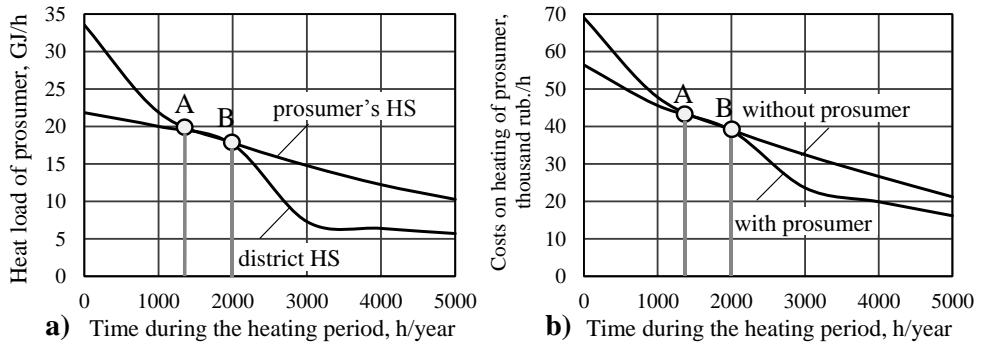 Heat load of prosumer, GJ/h
35
30
25
20
15
10
5
0
A
B
prosumer's HS
district HS
0 1000 2000 3000 4000 5000
a) Time during the heating period, h/year
Costs on heating of prosumer,
thousand rub./h
70
60
50
40
30
20
10
0
A
B
without prosumer
with prosumer
0 1000 2000 3000 4000 5000
b) Time during the heating period, h/year